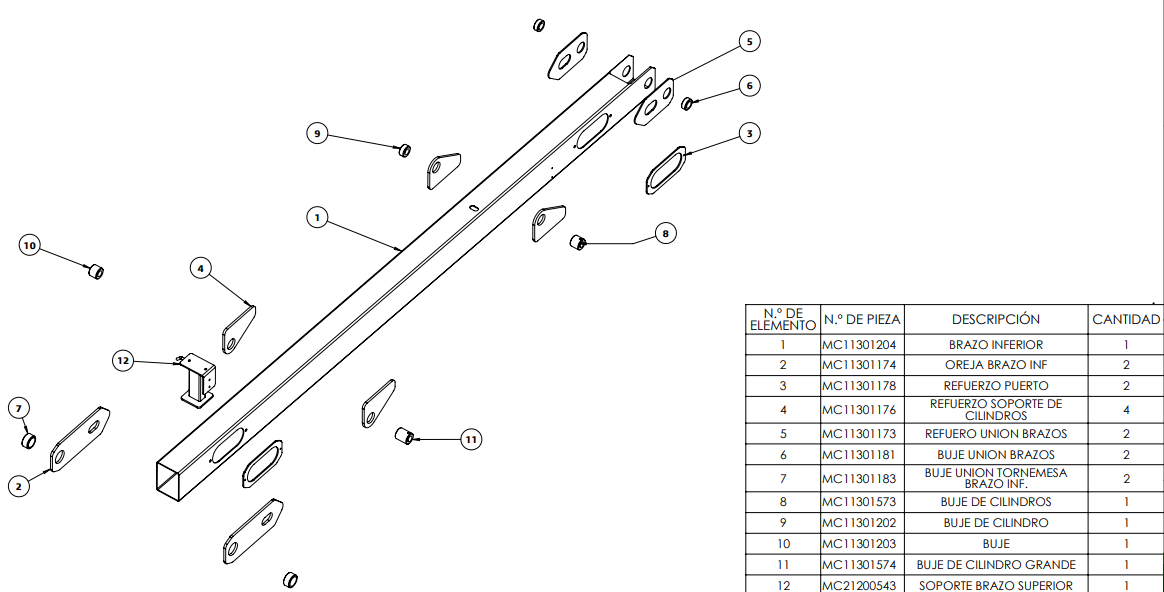 5
6
9
3
1
8
10
4
12
7
11
2
N.º DE ELEMENTO N.º DE PIEZA DESCRIPCIÓN CANTIDAD
1 MC11301204 BRAZO INFERIOR 1
2 MC11301174 OREJA BRAZO INF 2
3 MC11301178 REFUERZO PUERTO 2
4 MC11301176 REFUERZO SOPORTE DE CILINDROS 4
5 MC11301173 REFUERO UNION BRAZOS 2
6 MC11301181 BUJE UNION BRAZOS 2
7 MC11301183 BUJE UNION TORNEMESA BRAZO INF. 2
8 MC11301573 BUJE DE CILINDROS 1
9 MC11301202 BUJE DE CILINDRO 1
10 MC11301203 BUJE 1
11 MC11301574 BUJE DE CILINDRO GRANDE 1
12 MC21200543 SOPORTE BRAZO SUPERIOR 1